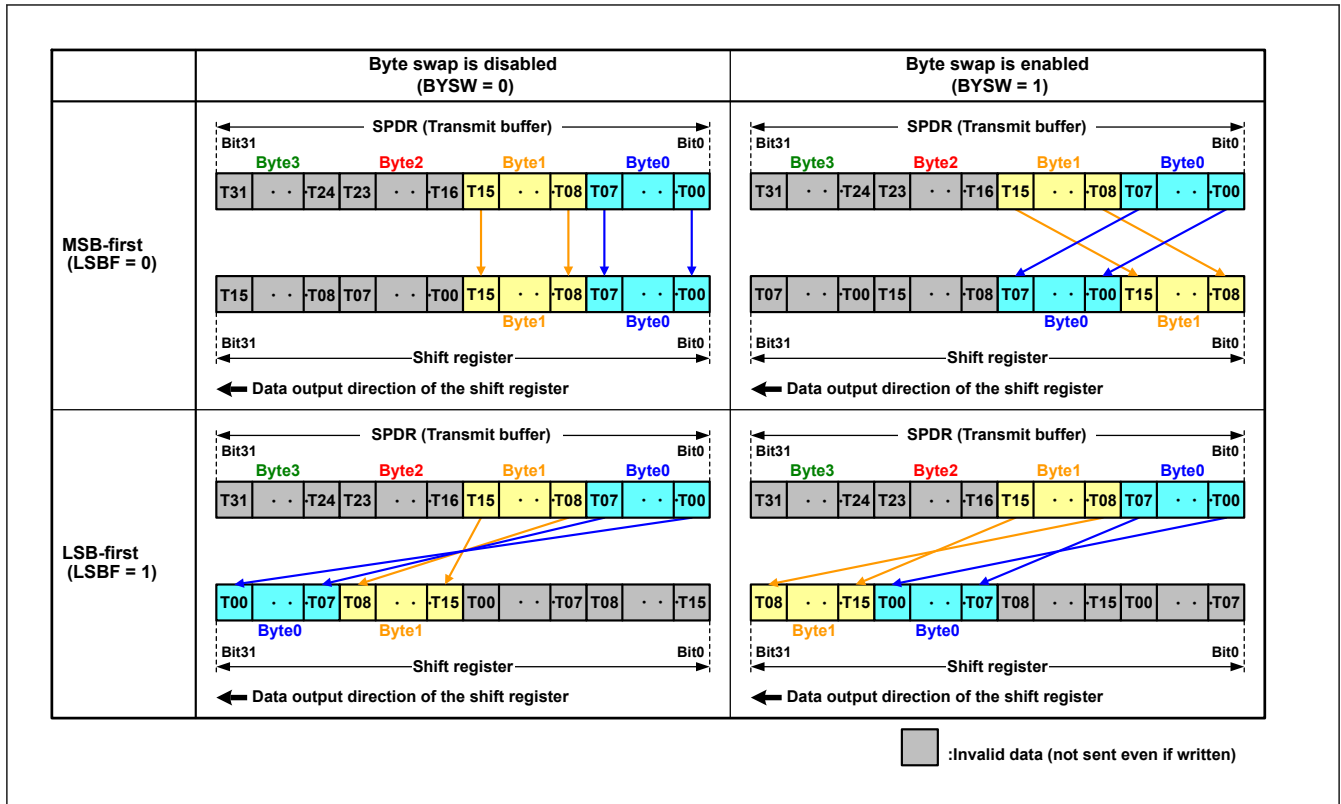 Byte swap is disabled
(BYSW = 0)
Byte swap is enabled
(BYSW = 1)
MSB-first
(LSBF = 0)
SPDR (Transmit buffer)
Bit31 Bit0
Byte3 Byte2 Byte1 Byte0
T31 · · ·T24 T23 · · ·T16 T15 · · ·T08 T07 · · ·T00
T15 · · ·T08 T07 · · ·T00 T15 · · ·T08 T07 · · ·T00
Byte1 Byte0
Bit31 Bit0
Shift register
Data output direction of the shift register
SPDR (Transmit buffer)
Bit31 Bit0
Byte3 Byte2 Byte1 Byte0
T31 · · ·T24 T23 · · ·T16 T15 · · ·T08 T07 · · ·T00
T07 · · ·T00 T15 · · ·T08 T07 · · ·T00 T15 · · ·T08
Byte0 Byte1
Bit31 Bit0
Shift register
Data output direction of the shift register
LSB-first
(LSBF = 1)
SPDR (Transmit buffer)
Bit31 Bit0
Byte3 Byte2 Byte1 Byte0
T31 · · ·T24 T23 · · ·T16 T15 · · ·T08 T07 · · ·T00
T00 · · ·T07 T08 · · ·T15 T00 · · ·T07 T08 · · ·T15
Byte0 Byte1
Bit31 Bit0
Shift register
Data output direction of the shift register
SPDR (Transmit buffer)
Bit31 Bit0
Byte3 Byte2 Byte1 Byte0
T31 · · ·T24 T23 · · ·T16 T15 · · ·T08 T07 · · ·T00
T08 · · ·T15 T00 · · ·T07 T08 · · ·T15 T00 · · ·T07
Byte1 Byte0
Bit31 Bit0
Shift register
Data output direction of the shift register
:Invalid data (not sent even if written)